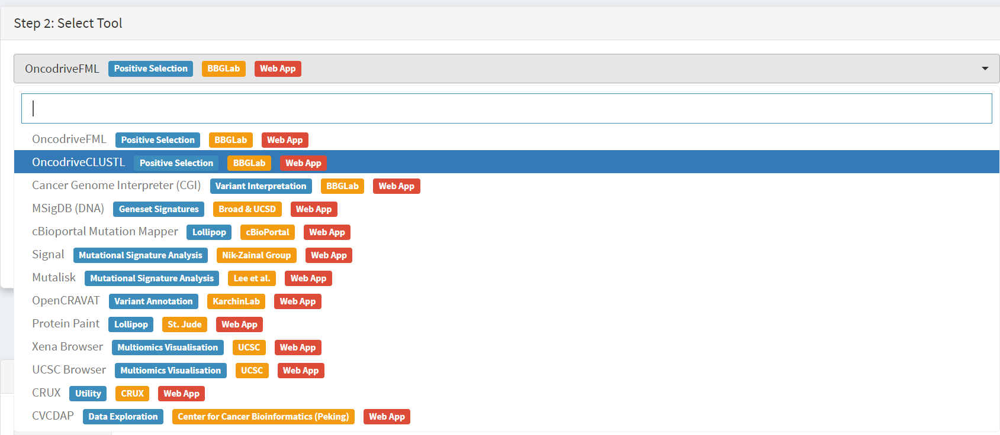 Step 2: Select Tool
OncodriveFML Positive Selection BBGLab Web App
OncodriveFML Positive Selection BBGLab Web App
OncodriveCLUSTL Positive Selection BBGLab Web App
Cancer Genome Interpreter (CGI) Variant Interpretation BBGLab Web App
MSigDB (DNA) Geneset Signatures Broad & UCSD Web App
cBioportal Mutation Mapper Lollipop cBioPortal Web App
Signal Mutational Signature Analysis Nik-Zainal Group Web App
Mutalisk Mutational Signature Analysis Lee et al. Web App
OpenCRAVAT Variant Annotation KarchinLab Web App
Protein Paint Lollipop St. Jude Web App
Xena Browser Multiomics Visualisation UCSC Web App
UCSC Browser Multiomics Visualisation UCSC Web App
CRUX Utility CRUX Web App
CVCDAP Data Exploration Center for Cancer Bioinformatics (Peking) Web App